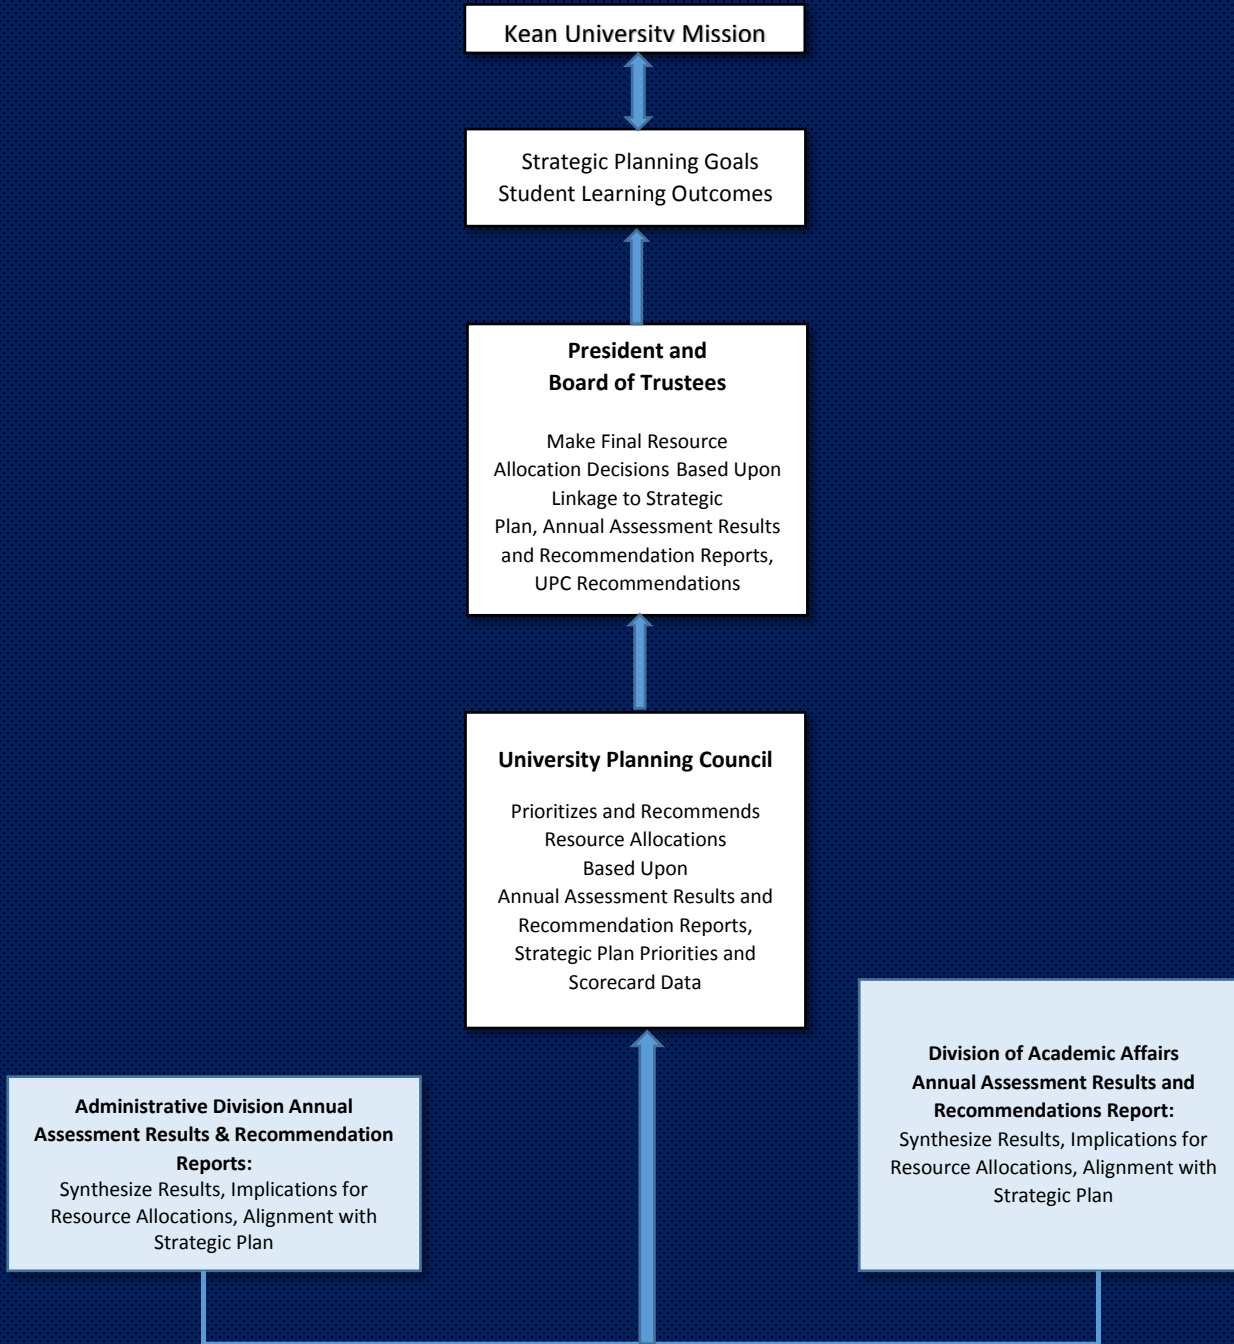 Kean University Mission
Strategic Planning Goals
Student Learning Outcomes
President and
Board of Trustees
Make Final Resource
Allocation Decisions Based Upon
Linkage to Strategic
Plan, Annual Assessment Results
and Recommendation Reports,
UPC Recommendations
University Planning Council
Prioritizes and Recommends
Resource Allocations
Based Upon
Annual Assessment Results and
Recommendation Reports,
Strategic Plan Priorities and
Scorecard Data
Administrative Division Annual
Assessment Results & Recommendation
Reports:
Synthesize Results, Implications for
Resource Allocations, Alignment with
Strategic Plan
Division of Academic Affairs
Annual Assessment Results and
Recommendations Report:
Synthesize Results, Implications for
Resource Allocations, Alignment with
Strategic Plan